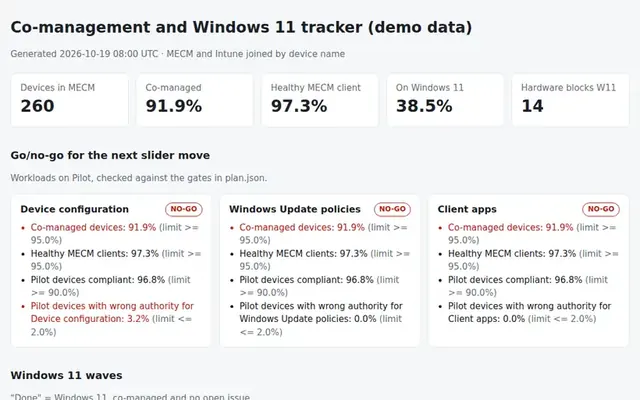 Co-management and Windows 11 tracker (demo data)
Generated 2026-10-19 08:00 UTC · MECM and Intune joined by device name
Devices in MECM
260
Co-managed
91.9%
Healthy MECM client
97.3%
On Windows 11
38.5%
Hardware blocks W11
14
Go/no-go for the next slider move
Workloads on Pilot, checked against the gates in plan.json.
Device configuration
NO-GO
• Co-managed devices: 91.9% (limit >=
95.0%)
• Healthy MECM clients: 97.3% (limit >=
95.0%)
• Pilot devices compliant: 96.8% (limit
>= 90.0%)
• Pilot devices with wrong authority for
Device configuration: 3.2% (limit <=
2.0%)
Windows Update policies
NO-GO
• Co-managed devices: 91.9% (limit >=
95.0%)
• Healthy MECM clients: 97.3% (limit >=
95.0%)
• Pilot devices compliant: 96.8% (limit
>= 90.0%)
• Pilot devices with wrong authority for
Windows Update policies: 0.0% (limit
<= 2.0%)
Client apps
NO-GO
• Co-managed devices: 91.9% (limit >=
95.0%)
• Healthy MECM clients: 97.3% (limit >=
95.0%)
• Pilot devices compliant: 96.8% (limit
>= 90.0%)
• Pilot devices with wrong authority for
Client apps: 0.0% (limit <= 2.0%)
Windows 11 waves
"Done" = Windows 11, co-managed and no open issue